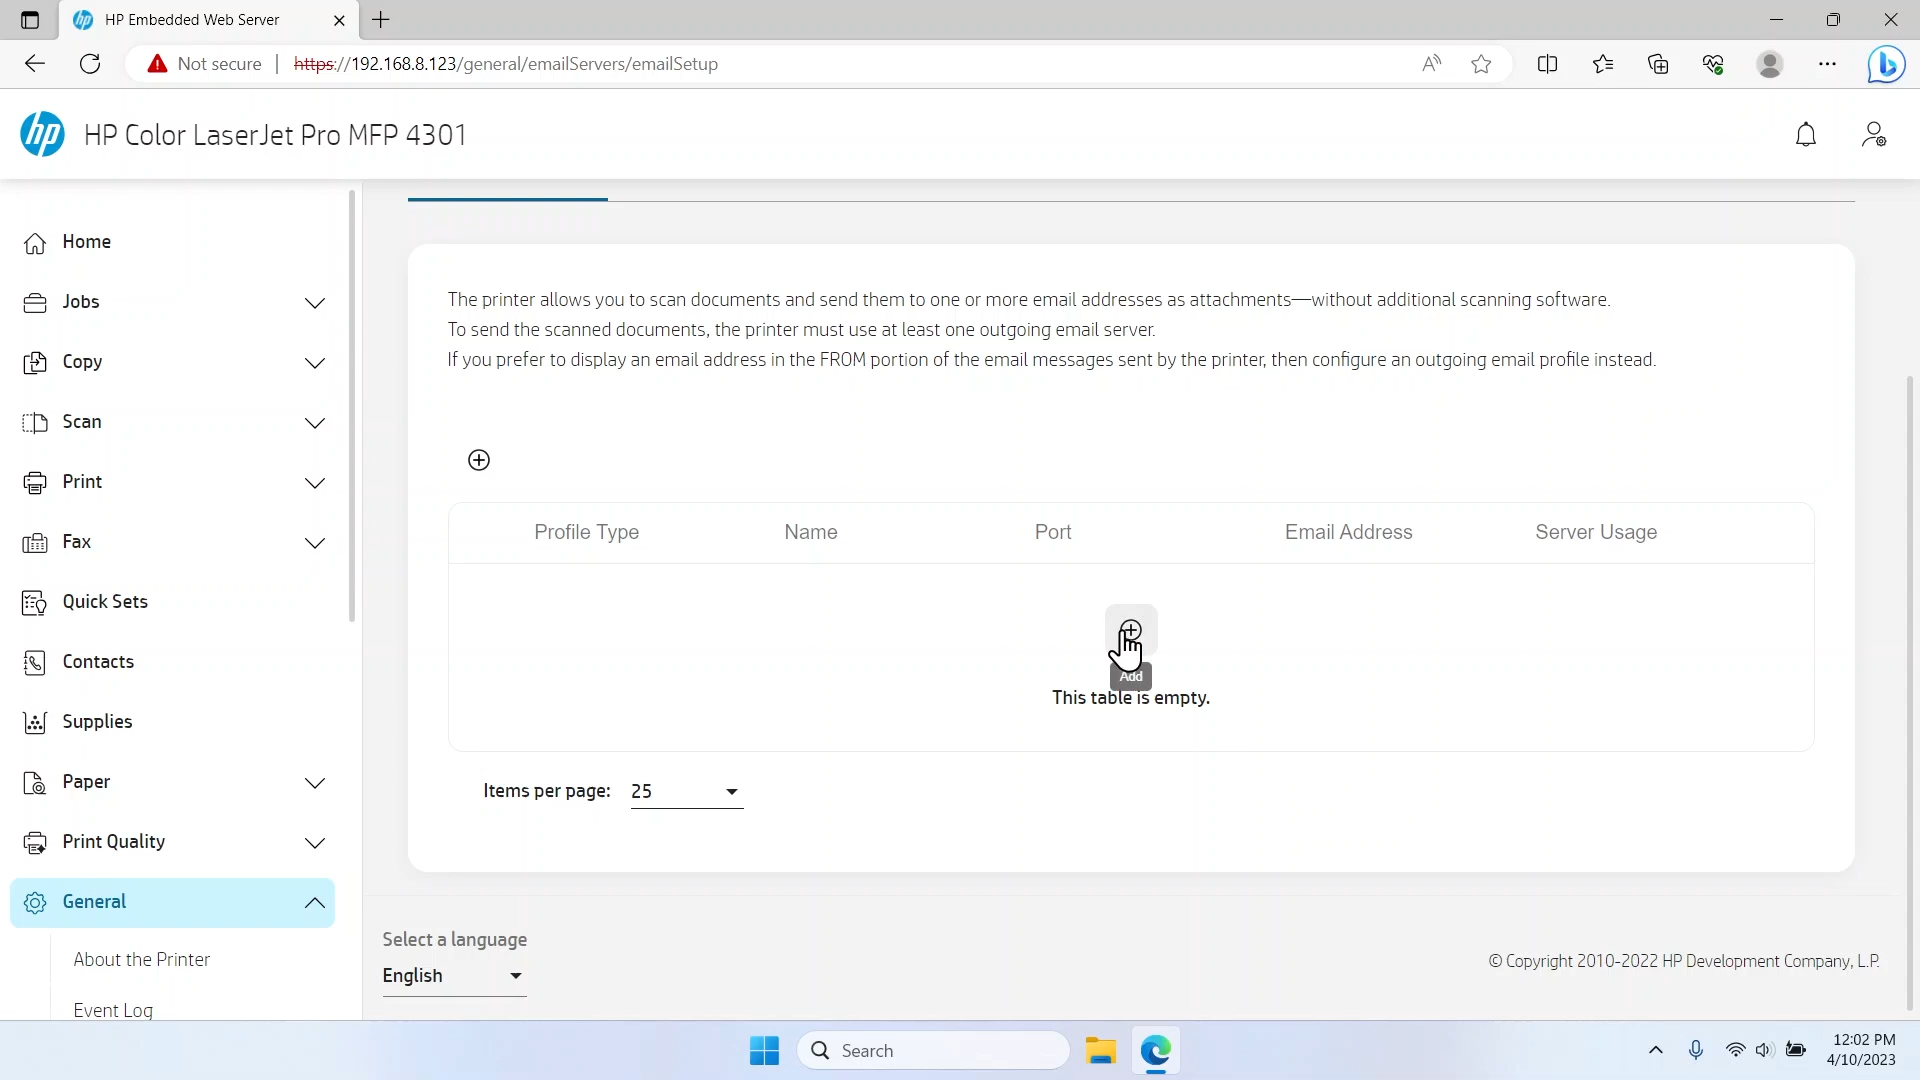 HP Embedded Web Server
Not secure
https://192.168.8.123/general/emailServers/emailSetup
hp HP Color LaserJet Pro MFP 4301
Home
Jobs
Copy
Scan
Print
Fax
Quick Sets
Contacts
Supplies
Paper
Print Quality
General
About the Printer
Event Log
The printer allows you to scan documents and send them to one or more email addresses as attachments—without additional scanning software.
To send the scanned documents, the printer must use at least one outgoing email server.
If you prefer to display an email address in the FROM portion of the email messages sent by the printer, then configure an outgoing email profile instead.
Profile Type Name Port Email Address Server Usage
Add
This table is empty.
Items per page: 25
Select a language
English
© Copyright 2010-2022 HP Development Company, L.P.
Search
12:02 PM
4/10/2023